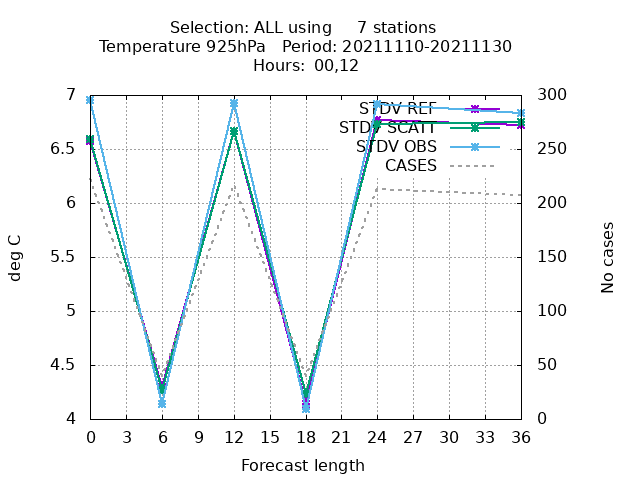 Selection: ALL using     7 stations
Temperature 925hPa   Period: 20211110-20211130
Hours:  00,12
7
6.5
6
5.5
5
4.5
4
300
250
200
150
100
50
0
STDV REF
STDV SCATT
STDV OBS
CASES
deg C
No cases
0 3 6 9 12 15 18 21 24 27 30 33 36
Forecast length